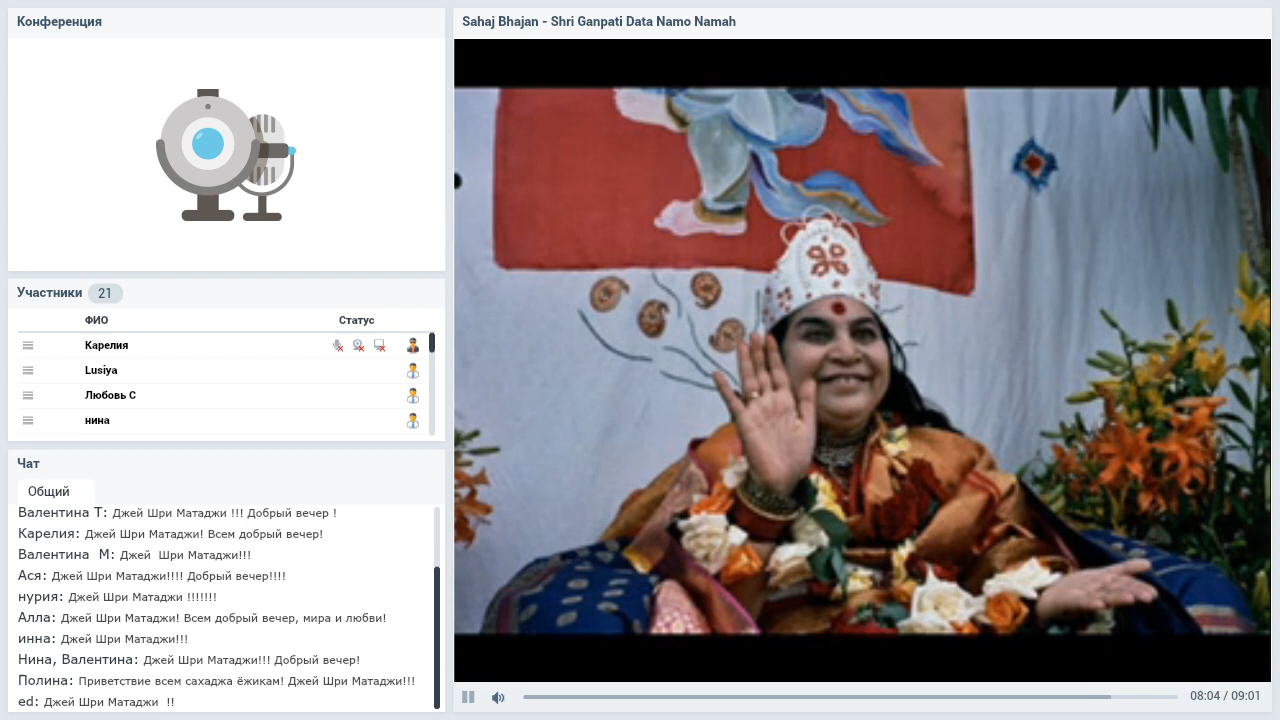 Конференция
Sahaj Bhajan - Shri Ganpati Data Namo Namah
Участники 21
ФИО Статус
Карелия
Lusiya
Любовь С
нина
Чат
Общий
Валентина Т: Джей Шри Матаджи !!! Добрый вечер !
Карелия: Джей Шри Матаджи! Всем добрый вечер!
Валентина  М: Джей  Шри Матаджи!!!
Ася: Джей Шри Матаджи!!!! Добрый вечер!!!!
нурия: Джей Шри Матаджи !!!!!!!
Алла: Джей Шри Матаджи! Всем добрый вечер, мира и любви!
инна: Джей Шри Матаджи!!!
Нина, Валентина: Джей Шри Матаджи!!! Добрый вечер!
Полина: Приветствие всем сахаджа ёжикам! Джей Шри Матаджи!!!
ed: Джей Шри Матаджи  !!
08:04 / 09:01